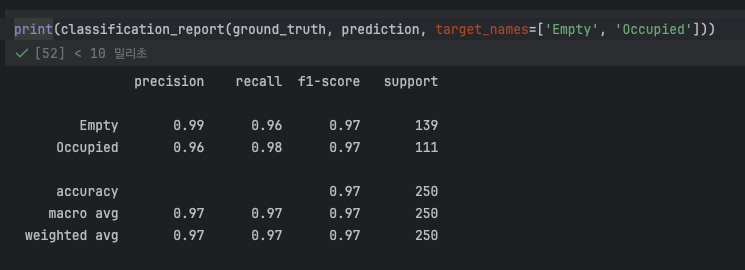 print(classification_report(ground_truth, prediction, target_names=['Empty', 'Occupied']))
[52] < 10 밀리초
precision recall f1-score support
Empty 0.99 0.96 0.97 139
Occupied 0.96 0.98 0.97 111
accuracy 0.97 250
macro avg 0.97 0.97 0.97 250
weighted avg 0.97 0.97 0.97 250